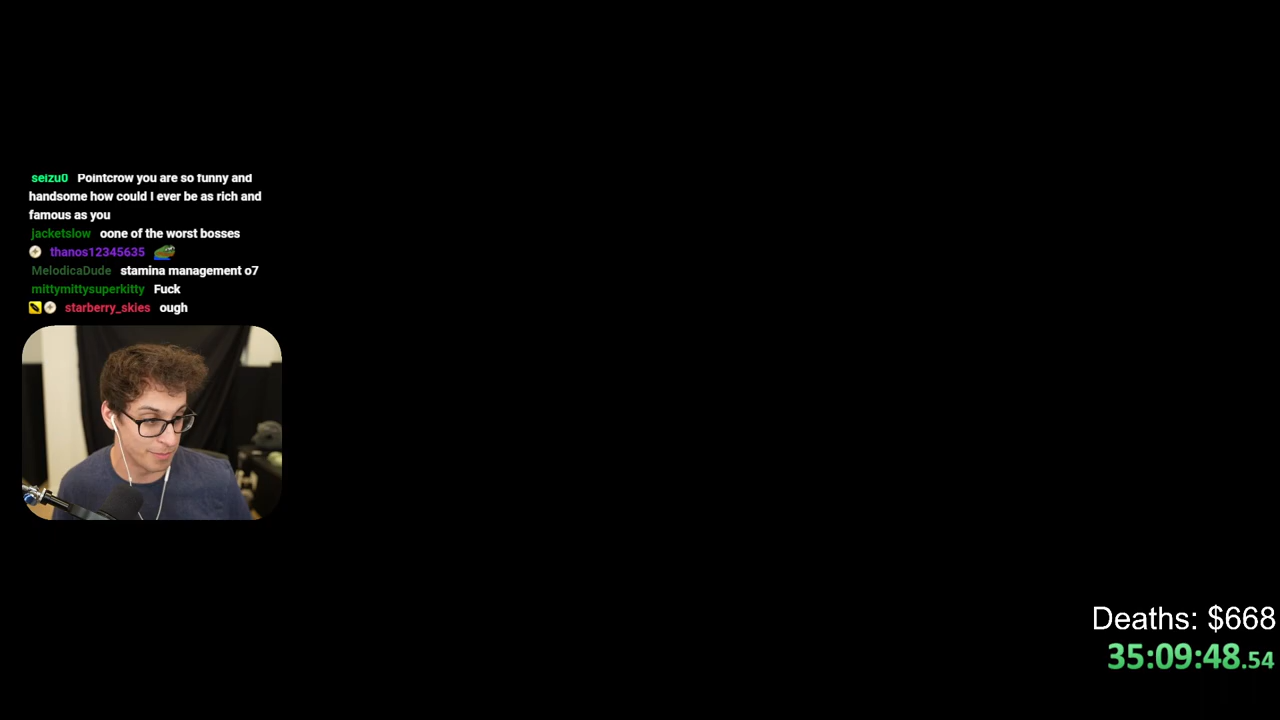 seizu0 Pointcrow you are so funny and
handsome how could I ever be as rich and
famous as you
jacketslow oone of the worst bosses
thanos12345635
MelodicaDude stamina management o7
mittymittysuperkitty Fuck
starberry_skies ough
Deaths: $668
35:09:48.54